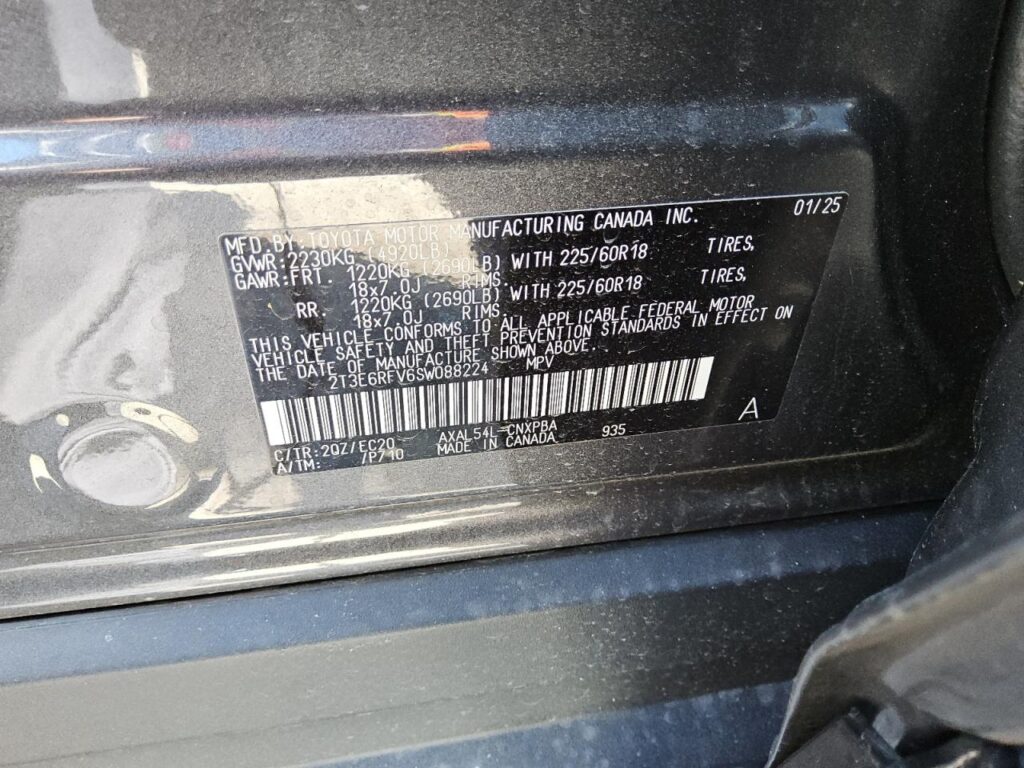 MFD BY TOYOTA MOTOR MANUFACTURING CANADA INC. 01/25
GVWR:2230KG (4920LB)
GAWR:FRT. 1220KG (2690LB) WITH 225/60R18 TIRES,
18x7.0J RIMS.
RR. 1220KG (2690LB) WITH 225/60R18 TIRES,
18x7.0J RIMS.
THIS VEHICLE CONFORMS TO ALL APPLICABLE FEDERAL MOTOR
VEHICLE SAFETY AND THEFT PREVENTION STANDARDS IN EFFECT ON
THE DATE OF MANUFACTURE SHOWN ABOVE.
2T3E6RFV6SW088224 MPV
C/TR:2QZ/EC20 AXAL54L-CNXPBA 935 A
A/TM: 7P710 MADE IN CANADA